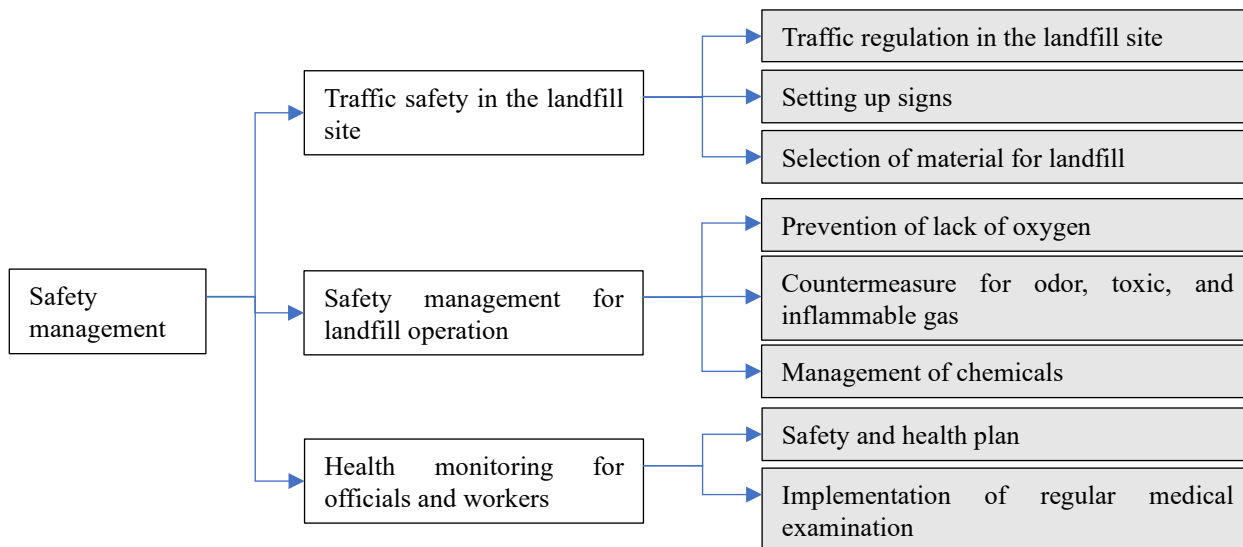 Safety
management
Traffic safety in the landfill
site
Traffic regulation in the landfill site
Setting up signs
Selection of material for landfill
Safety management for
landfill operation
Prevention of lack of oxygen
Countermeasure for odor, toxic, and
inflammable gas
Management of chemicals
Health monitoring for
officials and workers
Safety and health plan
Implementation of regular medical
examination